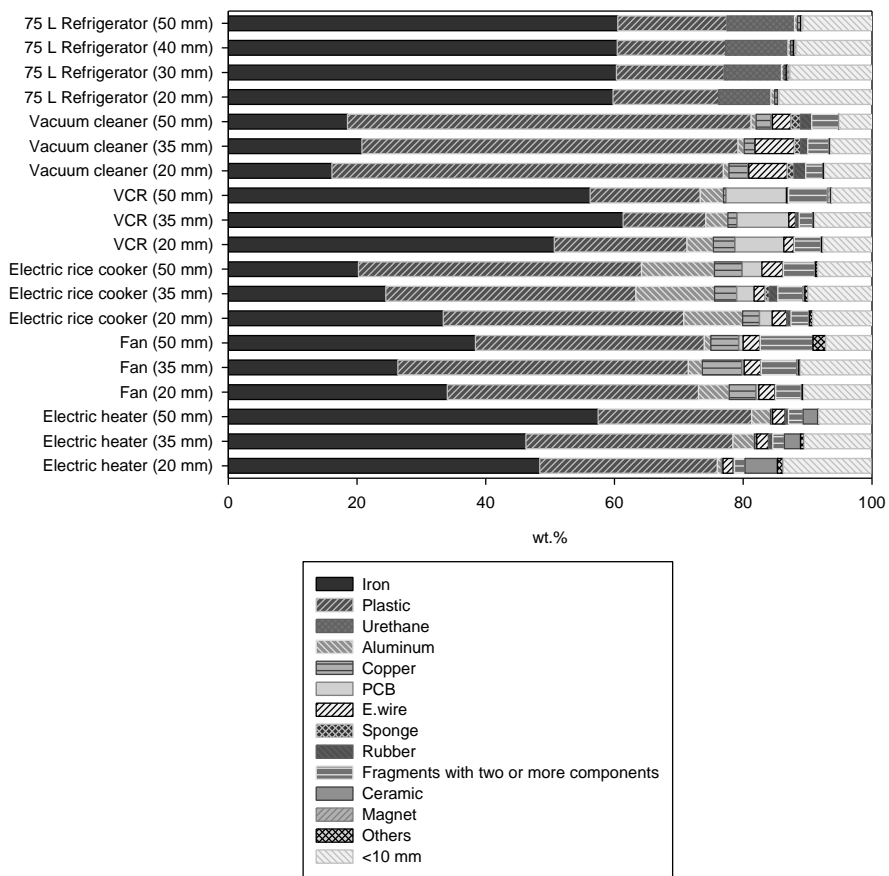 75 L Refrigerator (50 mm)
75 L Refrigerator (40 mm)
75 L Refrigerator (30 mm)
75 L Refrigerator (20 mm)
Vacuum cleaner (50 mm)
Vacuum cleaner (35 mm)
Vacuum cleaner (20 mm)
VCR (50 mm)
VCR (35 mm)
VCR (20 mm)
Electric rice cooker (50 mm)
Electric rice cooker (35 mm)
Electric rice cooker (20 mm)
Fan (50 mm)
Fan (35 mm)
Fan (20 mm)
Electric heater (50 mm)
Electric heater (35 mm)
Electric heater (20 mm)
0 20 40 60 80 100
wt.%
Iron
Plastic
Urethane
Aluminum
Copper
PCB
E.wire
Sponge
Rubber
Fragments with two or more components
Ceramic
Magnet
Others
<10 mm